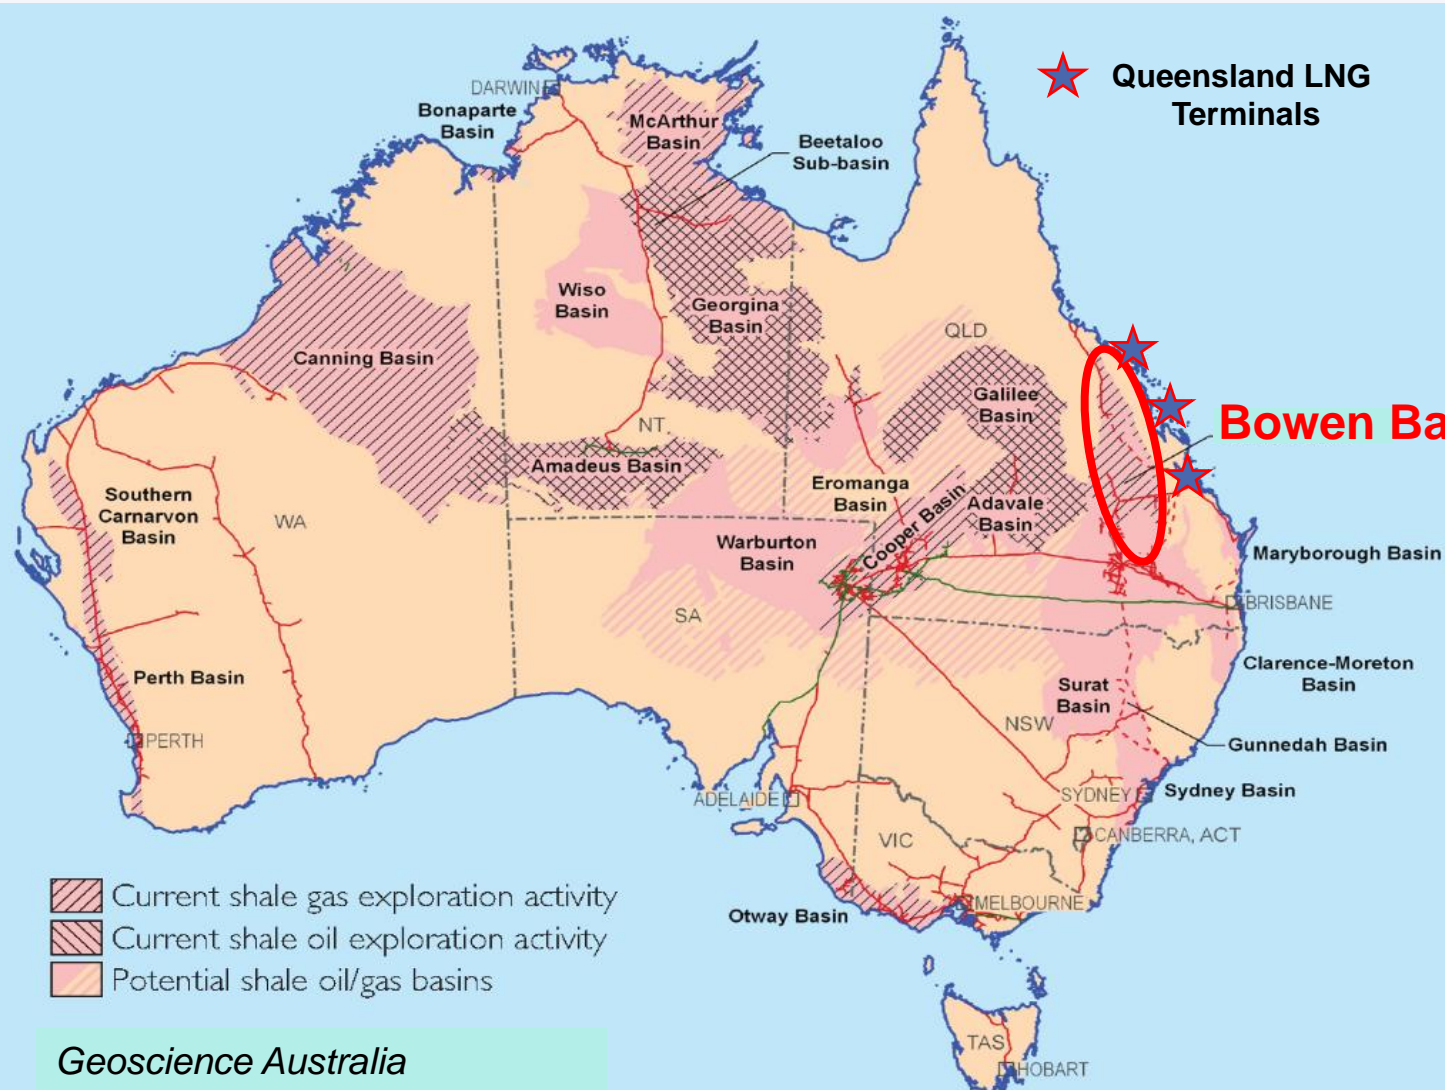 Queensland LNG
Terminals
DARWIN
Bonaparte
Basin
McArthur
Basin
Beetaloo
Sub-basin
Wiso
Basin
Georgina
Basin
QLD
Canning Basin
Galilee
Basin
Bowen Ba
NT
Amadeus Basin
Eromanga
Basin
Cooper Basin
Adavale
Basin
Southern
Carnarvon
Basin
WA
Warburton
Basin
Maryborough Basin
SA
BRISBANE
Perth Basin
Clarence-Moreton
Basin
Surat
Basin
NSW
PERTH
Gunnedah Basin
ADELAIDE
SYDNEY
Sydney Basin
VIC
CANBERRA, ACT
MELBOURNE
Otway Basin
Current shale gas exploration activity
Current shale oil exploration activity
Potential shale oil/gas basins
TAS
HOBART
Geoscience Australia